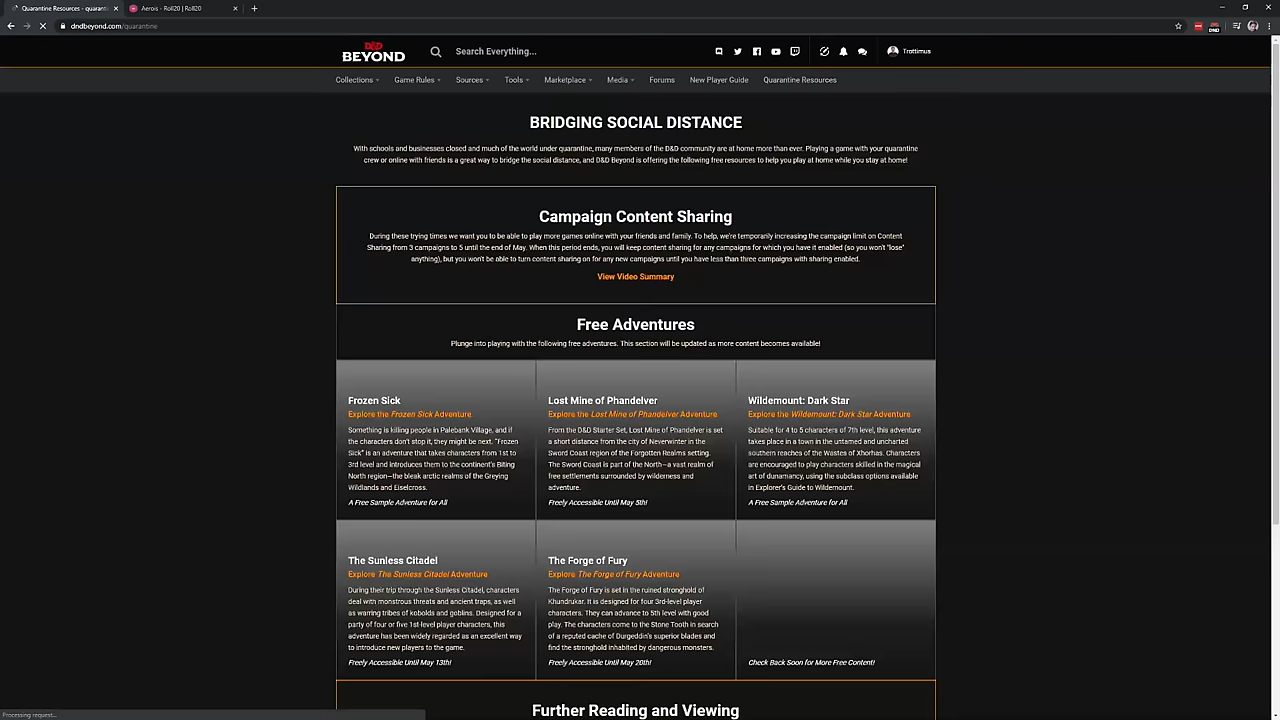 Quarantine Resources - quaranti
Aerois - Roll20 | Roll20
dndbeyond.com/quarantine
D&D
BEYOND
Search Everything...
Trottimus
Collections
Game Rules
Sources
Tools
Marketplace
Media
Forums
New Player Guide
Quarantine Resources
BRIDGING SOCIAL DISTANCE
With schools and businesses closed and much of the world under quarantine, many members of the D&D community are at home more than ever. Playing a game with your quarantine
crew or online with friends is a great way to bridge the social distance, and D&D Beyond is offering the following free resources to help you play at home while you stay at home!
Campaign Content Sharing
During these trying times we want you to be able to play more games online with your friends and family. To help, we're temporarily increasing the campaign limit on Content
Sharing from 3 campaigns to 5 until the end of May. When this period ends, you will keep content sharing for any campaigns for which you have it enabled (so you won't "lose"
anything), but you won't be able to turn content sharing on for any new campaigns until you have less than three campaigns with sharing enabled.
View Video Summary
Free Adventures
Plunge into playing with the following free adventures. This section will be updated as more content becomes available!
Frozen Sick
Explore the Frozen Sick Adventure
Something is killing people in Palebank Village, and if
the characters don't stop it, they might be next. "Frozen
Sick" is an adventure that takes characters from 1st to
3rd level and introduces them to the continent's Biting
North region—the bleak arctic realms of the Greying
Wildlands and Eiselcross.
A Free Sample Adventure for All
Lost Mine of Phandelver
Explore the Lost Mine of Phandelver Adventure
From the D&D Starter Set, Lost Mine of Phandelver is set
a short distance from the city of Neverwinter in the
Sword Coast region of the Forgotten Realms setting.
The Sword Coast is part of the North—a vast realm of
free settlements surrounded by wilderness and
adventure.
Freely Accessible Until May 5th!
Wildemount: Dark Star
Explore the Wildemount: Dark Star Adventure
Suitable for 4 to 5 characters of 7th level, this adventure
takes place in a town in the untamed and uncharted
southern reaches of the Wastes of Xhorhas. Characters
are encouraged to play characters skilled in the magical
art of dunamancy, using the subclass options available
in Explorer's Guide to Wildemount.
A Free Sample Adventure for All
The Sunless Citadel
Explore The Sunless Citadel Adventure
During their trip through the Sunless Citadel, characters
deal with monstrous threats and ancient traps, as well
as warring tribes of kobolds and goblins. Designed for a
party of four or five 1st-level player characters, this
adventure has been widely regarded as an excellent way
to introduce new players to the game.
Freely Accessible Until May 13th!
The Forge of Fury
Explore The Forge of Fury Adventure
The Forge of Fury is set in the ruined stronghold of
Khundrukar. It is designed for four 3rd-level player
characters. They can advance to 5th level with good
play. The characters come to the Stone Tooth in search
of a reputed cache of Durgeddin's superior blades and
find the stronghold inhabited by dangerous monsters.
Freely Accessible Until May 20th!
Check Back Soon for More Free Content!
Further Reading and Viewing
Processing request...